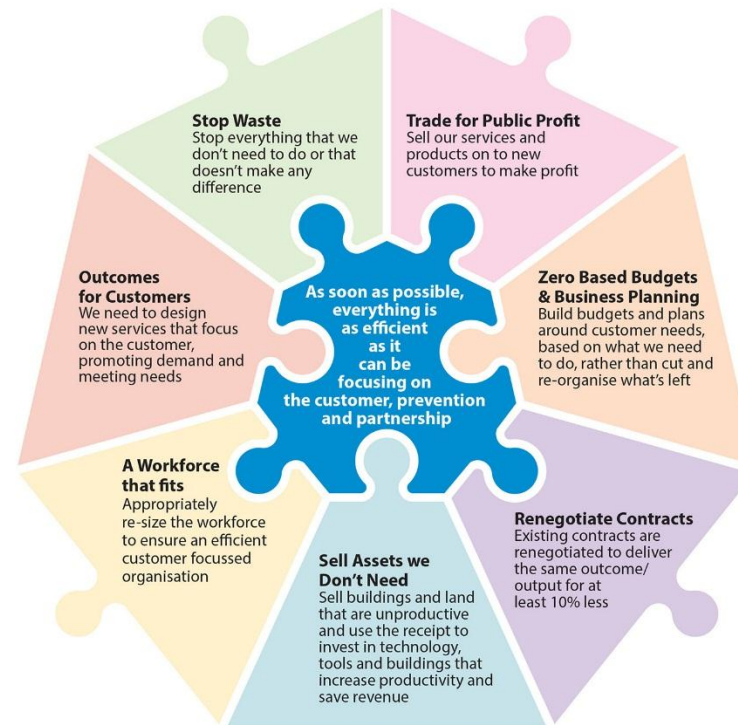 Stop Waste
Stop everything that we
don't need to do or that
doesn't make any
difference
Trade for Public Profit
Sell our services and
products on to new
customers to make profit
Outcomes
for Customers
We need to design
new services that focus
on the customer,
promoting demand and
meeting needs
As soon as possible,
everything is
as efficient
as it
can be
focusing on
the customer, prevention
and partnership
Zero Based Budgets
& Business Planning
Build budgets and plans
around customer needs,
based on what we need
to do, rather than cut and
re-organise what's left
A Workforce
that fits
Appropriately
re-size the workforce
to ensure an efficient
customer focussed
organisation
Sell Assets we
Don't Need
Sell buildings and land
that are unproductive
and use the receipt to
invest in technology,
tools and buildings that
increase productivity and
save revenue
Renegotiate Contracts
Existing contracts are
renegotiated to deliver
the same outcome/
output for at
least 10% less